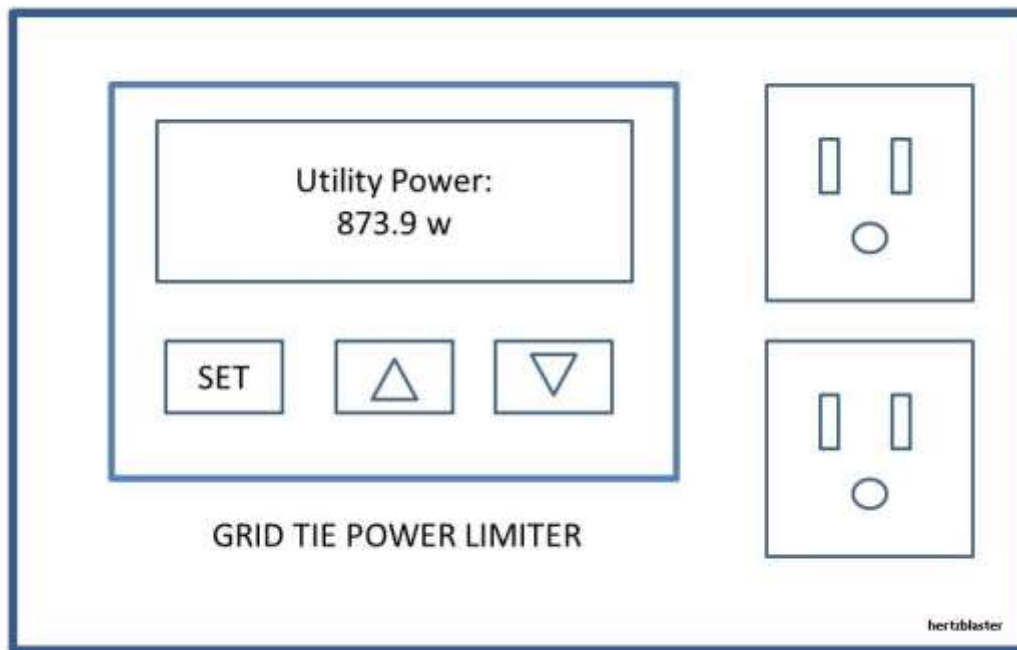 Utility Power:
873.9 w
SET
GRID TIE POWER LIMITER
hertzblaster